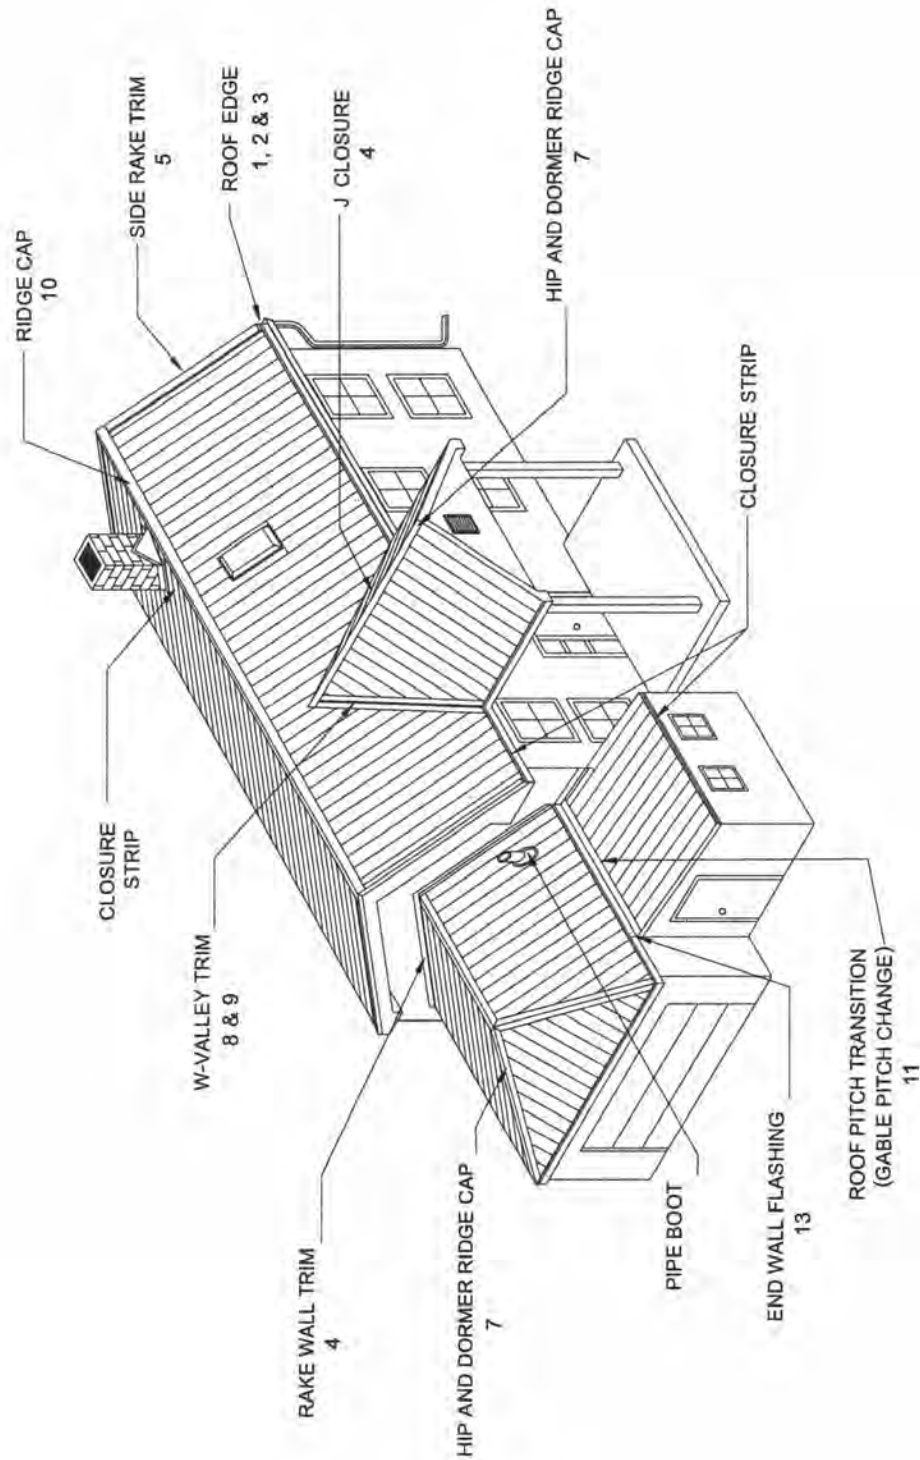 RIDGE CAP
10
SIDE RAKE TRIM
5
ROOF EDGE
1, 2 & 3
J CLOSURE
4
HIP AND DORMER RIDGE CAP
7
CLOSURE STRIP
CLOSURE
STRIP
W-VALLEY TRIM
8 & 9
RAKE WALL TRIM
4
HIP AND DORMER RIDGE CAP
7
PIPE BOOT
END WALL FLASHING
13
ROOF PITCH TRANSITION
(GABLE PITCH CHANGE)
11